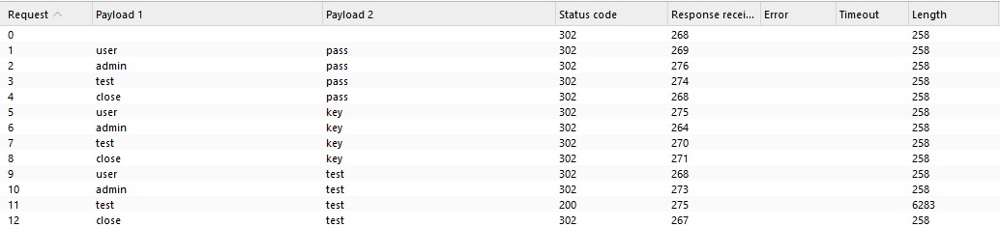 Request Payload 1 Payload 2 Status code Response recei... Error Timeout Length
0 302 268 258
1 user pass 302 269 258
2 admin pass 302 276 258
3 test pass 302 274 258
4 close pass 302 268 258
5 user key 302 275 258
6 admin key 302 264 258
7 test key 302 270 258
8 close key 302 271 258
9 user test 302 268 258
10 admin test 302 273 258
11 test test 200 275 6283
12 close test 302 267 258